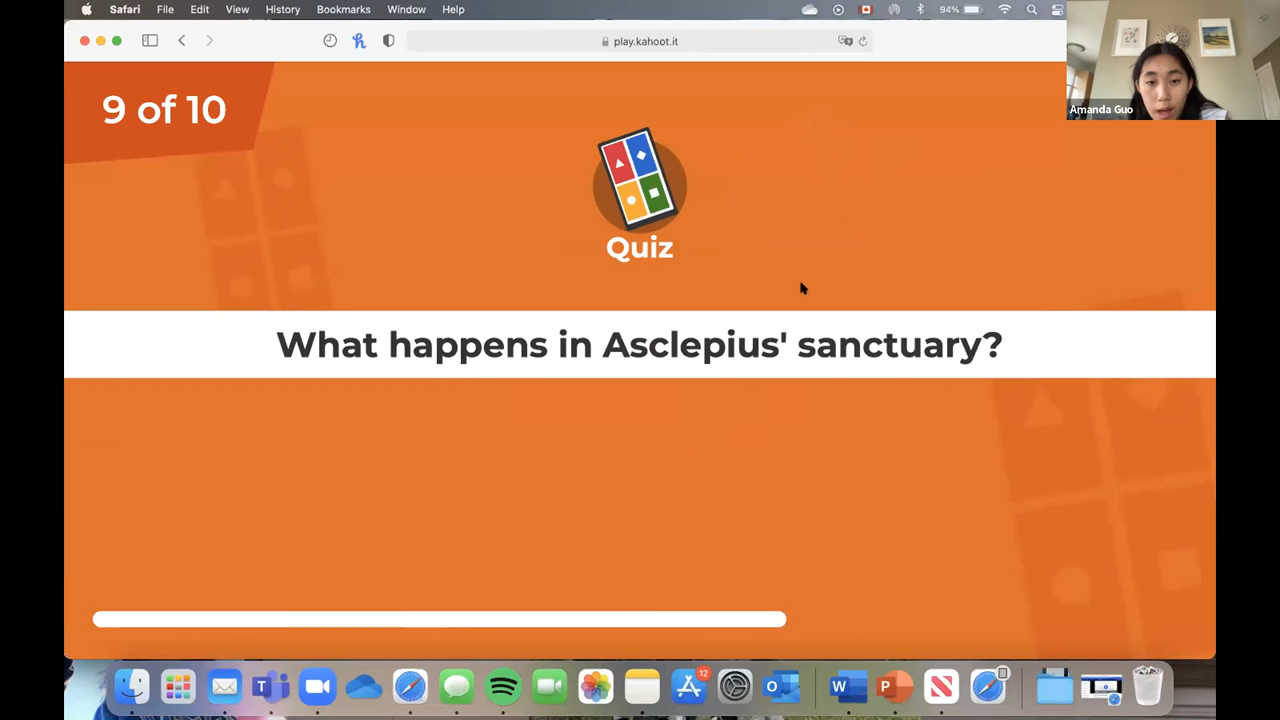 Safari File Edit View History Bookmarks Window Help 94%
play.kahoot.it
Amanda Guo
9 of 10
Quiz
What happens in Asclepius' sanctuary?
12